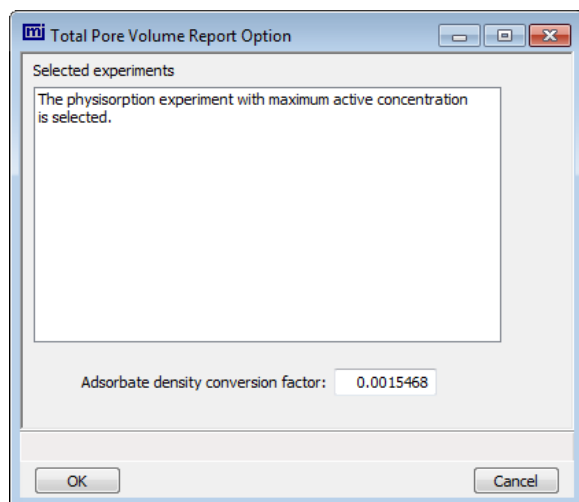 mi Total Pore Volume Report Option
Selected experiments
The physisorption experiment with maximum active concentration
is selected.
Adsorbate density conversion factor: 0.0015468
OK Cancel